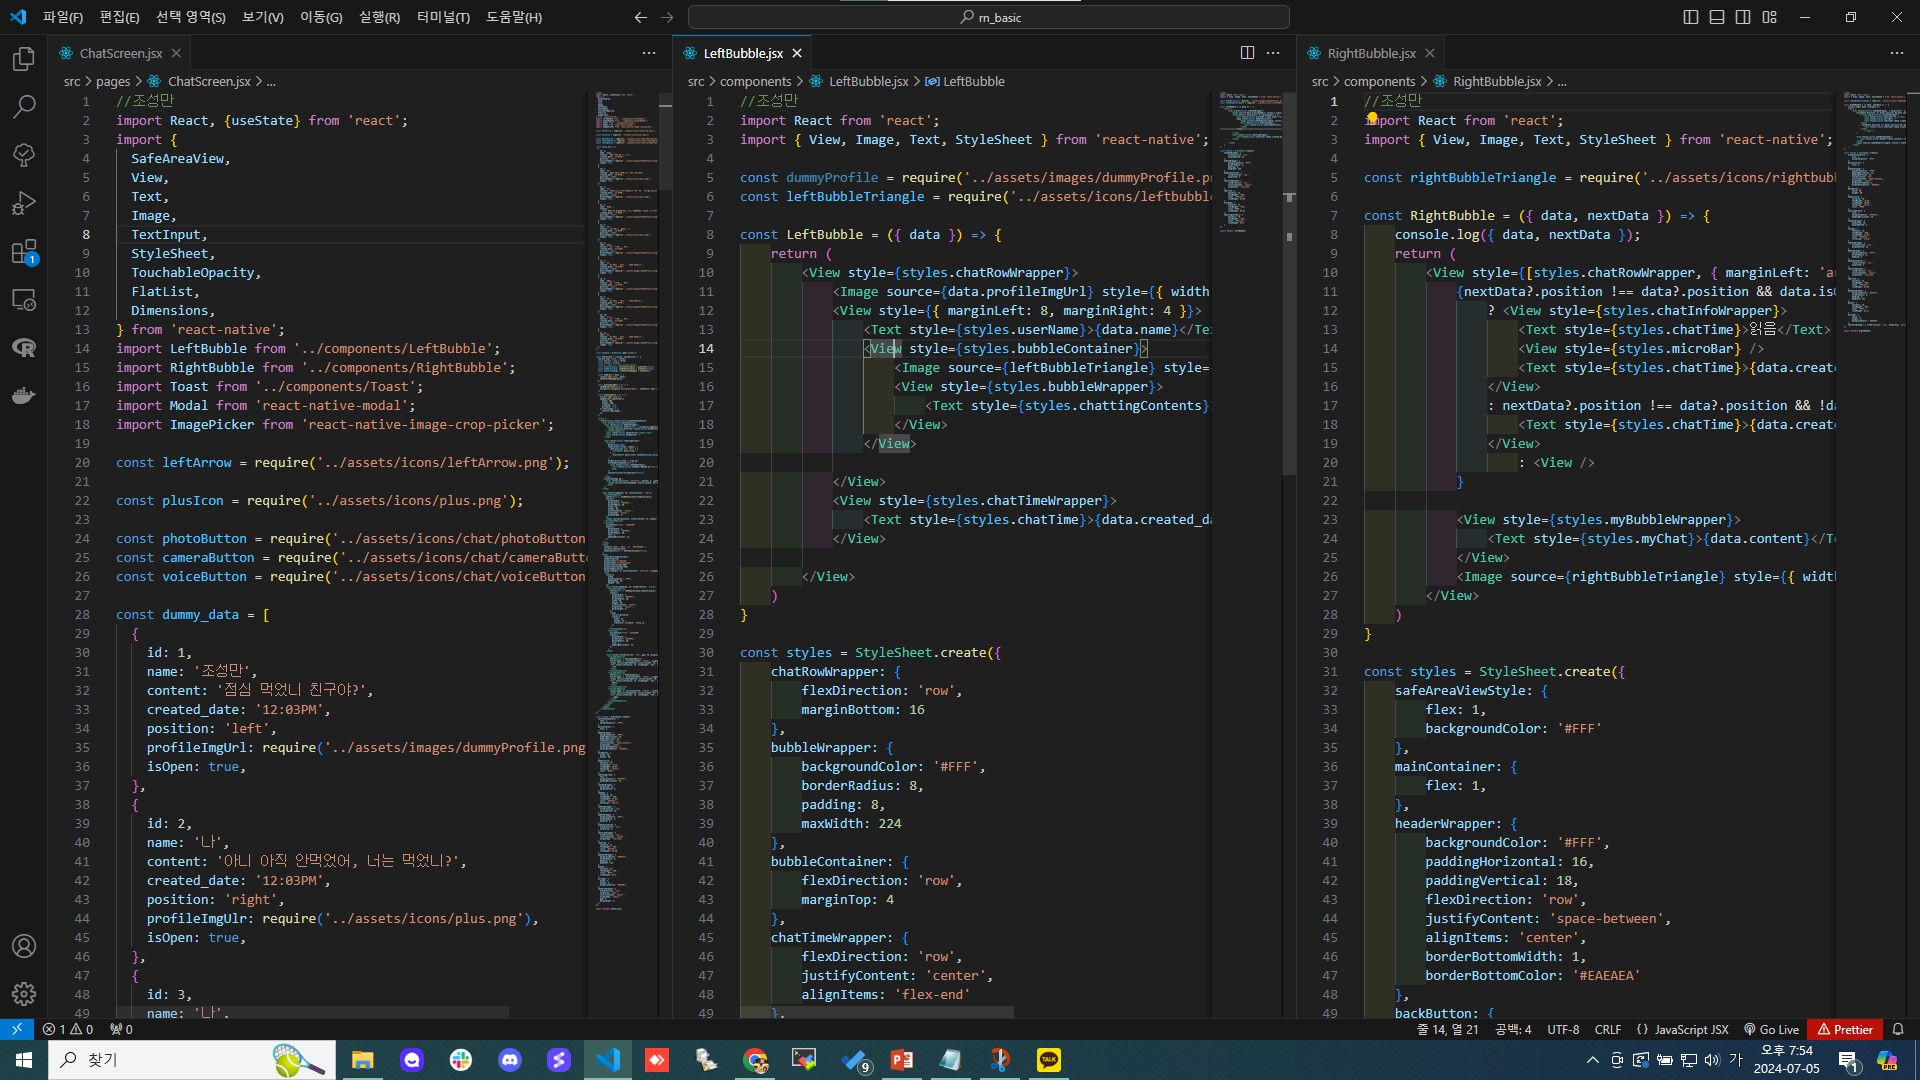 파일(F) 편집(E) 선택 영역(S) 보기(V) 이동(G) 실행(R) 터미널(T) 도움말(H)
rn_basic
ChatScreen.jsx
src > pages > ChatScreen.jsx > ...
1 //조성만
2 import React, {useState} from 'react';
3 import {
4 SafeAreaView,
5 View,
6 Text,
7 Image,
8 TextInput,
9 StyleSheet,
10 TouchableOpacity,
11 FlatList,
12 Dimensions,
13 } from 'react-native';
14 import LeftBubble from '../components/LeftBubble';
15 import RightBubble from '../components/RightBubble';
16 import Toast from '../components/Toast';
17 import Modal from 'react-native-modal';
18 import ImagePicker from 'react-native-image-crop-picker';
19
20 const leftArrow = require('../assets/icons/leftArrow.png');
21
22 const plusIcon = require('../assets/icons/plus.png');
23
24 const photoButton = require('../assets/icons/chat/photoButton
25 const cameraButton = require('../assets/icons/chat/cameraButt
26 const voiceButton = require('../assets/icons/chat/voiceButton
27
28 const dummy_data = [
29 {
30 id: 1,
31 name: '조성만',
32 content: '점심 먹었니 친구야?',
33 created_date: '12:03PM',
34 position: 'left',
35 profileImgUrl: require('../assets/images/dummyProfile.png
36 isOpen: true,
37 },
38 {
39 id: 2,
40 name: '나',
41 content: '아니 아직 안먹었어, 너는 먹었니?',
42 created_date: '12:03PM',
43 position: 'right',
44 profileImgUlr: require('../assets/icons/plus.png'),
45 isOpen: true,
46 },
47 {
48 id: 3,
49 name: '나',
LeftBubble.jsx
src > components > LeftBubble.jsx > LeftBubble
1 //조성만
2 import React from 'react';
3 import { View, Image, Text, StyleSheet } from 'react-native';
4
5 const dummyProfile = require('../assets/images/dummyProfile.pn
6 const leftBubbleTriangle = require('../assets/icons/leftbubbl
7
8 const LeftBubble = ({ data }) => {
9 return (
10 <View style={styles.chatRowWrapper}>
11 <Image source={data.profileImgUrl} style={{ width
12 <View style={{ marginLeft: 8, marginRight: 4 }}>
13 <Text style={styles.userName}>{data.name}</Te
14 <View style={styles.bubbleContainer}>
15 <Image source={leftBubbleTriangle} style=
16 <View style={styles.bubbleWrapper}>
17 <Text style={styles.chattingContents}
18 </View>
19 </View>
20
21 </View>
22 <View style={styles.chatTimeWrapper}>
23 <Text style={styles.chatTime}>{data.created_da
24 </View>
25
26 </View>
27 )
28 }
29
30 const styles = StyleSheet.create({
31 chatRowWrapper: {
32 flexDirection: 'row',
33 marginBottom: 16
34 },
35 bubbleWrapper: {
36 backgroundColor: '#FFF',
37 borderRadius: 8,
38 padding: 8,
39 maxWidth: 224
40 },
41 bubbleContainer: {
42 flexDirection: 'row',
43 marginTop: 4
44 },
45 chatTimeWrapper: {
46 flexDirection: 'row',
47 justifyContent: 'center',
48 alignItems: 'flex-end'
49 },
RightBubble.jsx
src > components > RightBubble.jsx > ...
1 //조성만
2 import React from 'react';
3 import { View, Image, Text, StyleSheet } from 'react-native';
4
5 const rightBubbleTriangle = require('../assets/icons/rightbubb
6
7 const RightBubble = ({ data, nextData }) => {
8 console.log({ data, nextData });
9 return (
10 <View style={[styles.chatRowWrapper, { marginLeft: 'a
11 {nextData?.position !== data?.position && data.isO
12 ? <View style={styles.chatInfoWrapper}>
13 <Text style={styles.chatTime}>읽음</Text>
14 <View style={styles.microBar} />
15 <Text style={styles.chatTime}>{data.create
16 </View>
17 : nextData?.position !== data?.position && !da
18 <Text style={styles.chatTime}>{data.creat
19 </View>
20 : <View />
21 }
22
23 <View style={styles.myBubbleWrapper}>
24 <Text style={styles.myChat}>{data.content}</Te
25 </View>
26 <Image source={rightBubbleTriangle} style={{ widt
27 </View>
28 )
29 }
30
31 const styles = StyleSheet.create({
32 safeAreaViewStyle: {
33 flex: 1,
34 backgroundColor: '#FFF'
35 },
36 mainContainer: {
37 flex: 1,
38 },
39 headerWrapper: {
40 backgroundColor: '#FFF',
41 paddingHorizontal: 16,
42 paddingVertical: 18,
43 flexDirection: 'row',
44 justifyContent: 'space-between',
45 alignItems: 'center',
46 borderBottomWidth: 1,
47 borderBottomColor: '#EAEAEA'
48 },
49 backButton: {
1 0 0 줄 14, 열 21 공백: 4 UTF-8 CRLF {} JavaScript JSX Go Live Prettier
찾기 9 TALK 가 오후 7:54 1
2024-07-05